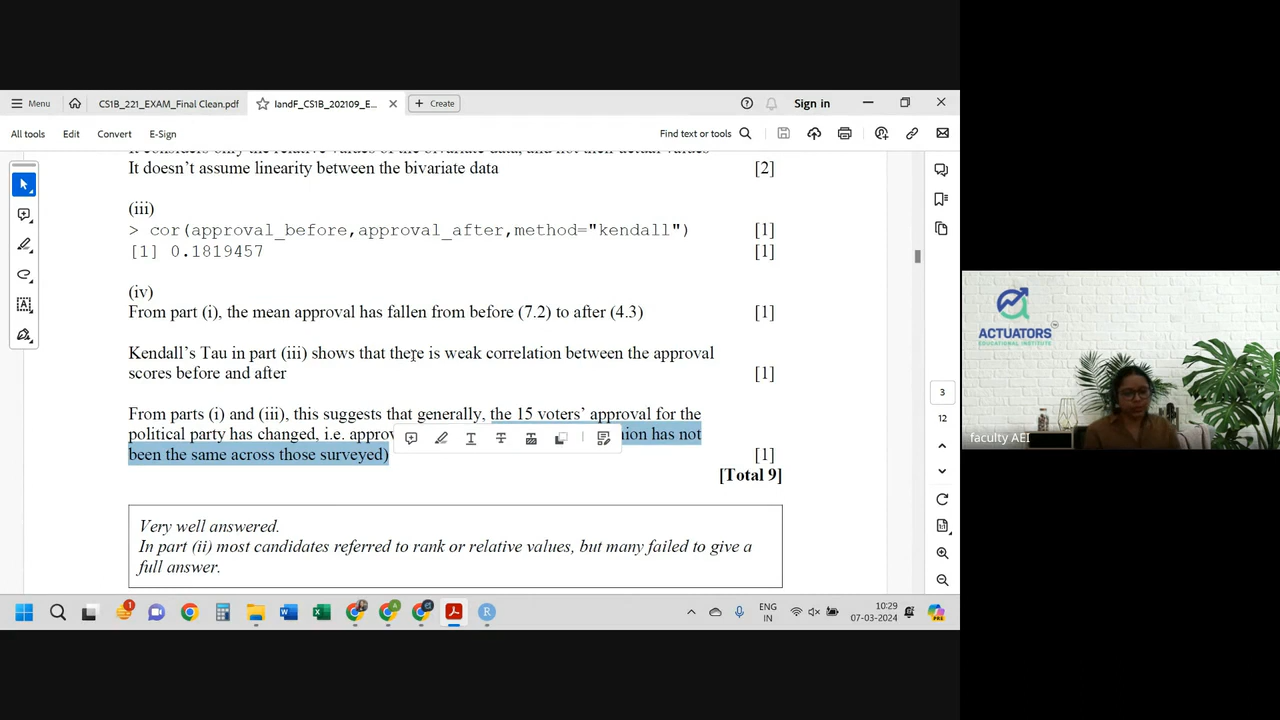 Menu
CS1B_221_EXAM_Final Clean.pdf
IandF_CS1B_202109_E...
Create
Sign in
All tools
Edit
Convert
E-Sign
Find text or tools
It doesn't assume linearity between the bivariate data [2]
(iii)
> cor(approval_before,approval_after,method="kendall") [1]
[1] 0.1819457 [1]
(iv)
From part (i), the mean approval has fallen from before (7.2) to after (4.3) [1]
Kendall's Tau in part (iii) shows that there is weak correlation between the approval
scores before and after [1]
From parts (i) and (iii), this suggests that generally, the 15 voters' approval for the
political party has changed, i.e. has not
been the same across those surveyed) [1]
[Total 9]
Very well answered.
In part (ii) most candidates referred to rank or relative values, but many failed to give a
full answer.
3
12
ACTUATORS
EDUCATIONAL INSTITUTE
faculty AEI
ENG
IN
10:29
07-03-2024